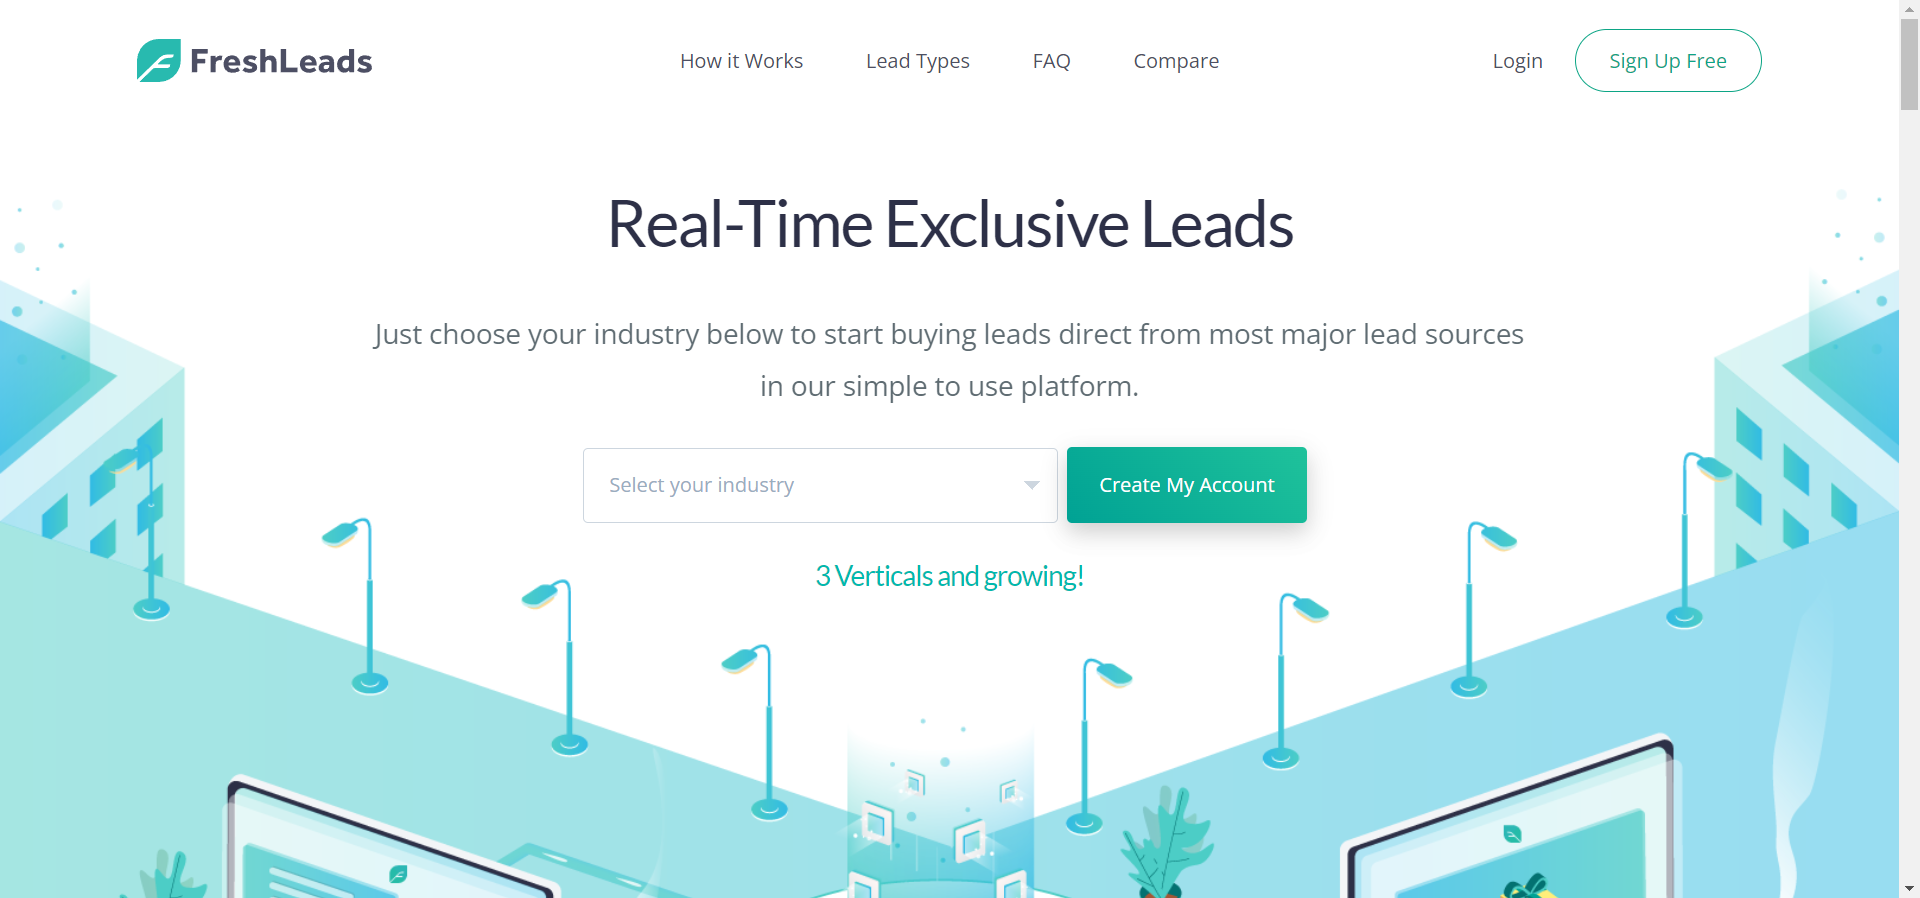 FreshLeads
How it Works
Lead Types
FAQ
Compare
Login
Sign Up Free
Real-Time Exclusive Leads
Just choose your industry below to start buying leads direct from most major lead sources
in our simple to use platform.
Select your industry
Create My Account
3 Verticals and growing!